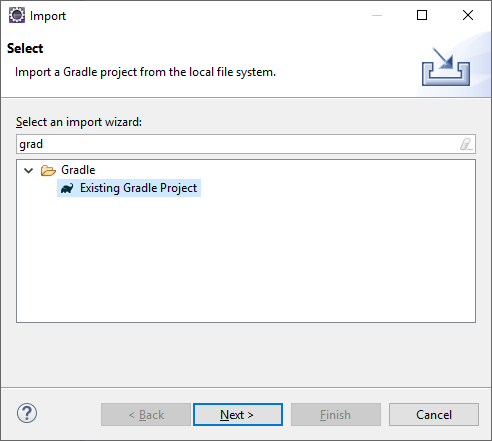 Import
Select
Import a Gradle project from the local file system.
Select an import wizard:
grad
Gradle
Existing Gradle Project
? < Back Next > Finish Cancel